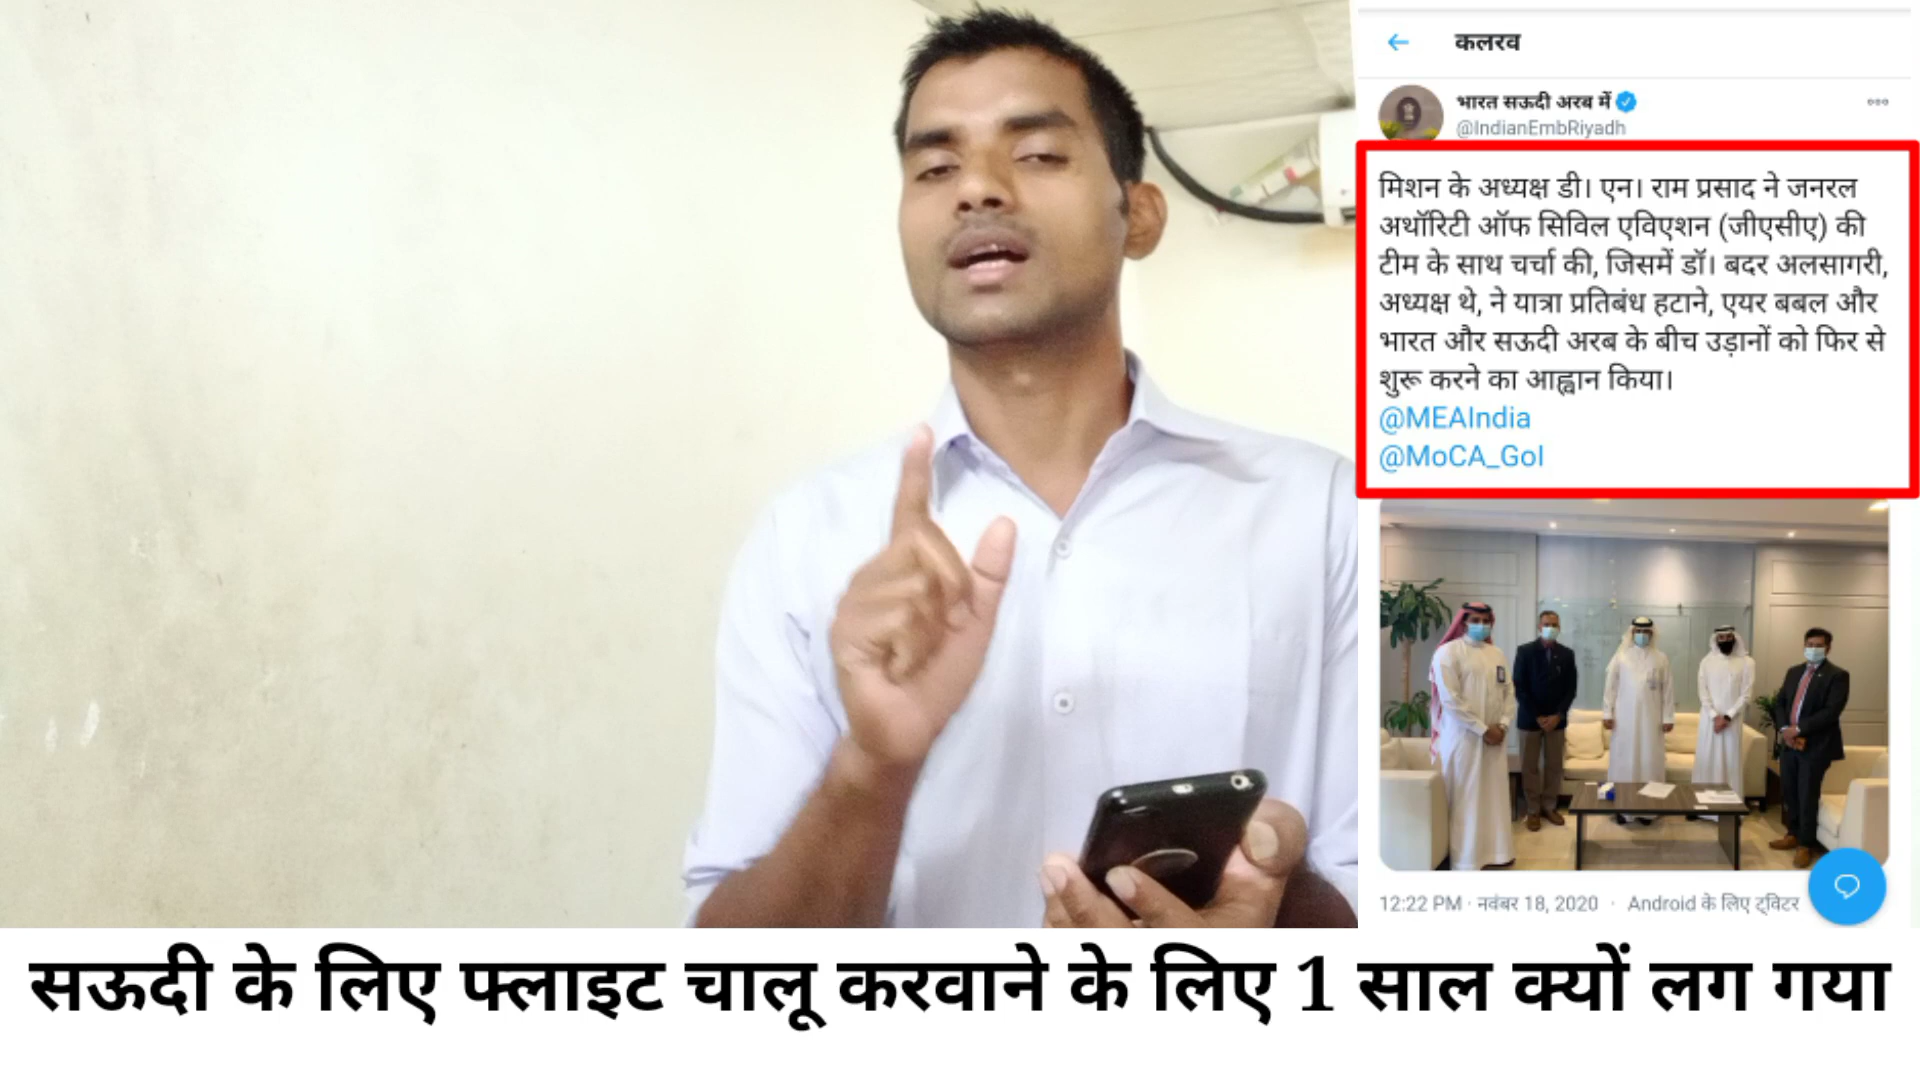 कलरव
भारत सऊदी अरब में
@IndianEmbRiyadh
मिशन के अध्यक्ष डी। एन। राम प्रसाद ने जनरल
अथॉरिटी ऑफ सिविल एविएशन (जीएसीए) की
टीम के साथ चर्चा की, जिसमें डॉ। बदर अलसागरी,
अध्यक्ष थे, ने यात्रा प्रतिबंध हटाने, एयर बबल और
भारत और सऊदी अरब के बीच उड़ानों को फिर से
शुरू करने का आह्वान किया।
@MEAIndia
@MoCA_GoI
12:22 PM · नवंबर 18, 2020 · Android के लिए ट्विटर
सऊदी के लिए फ्लाइट चालू करवाने के लिए 1 साल क्यों लग गया